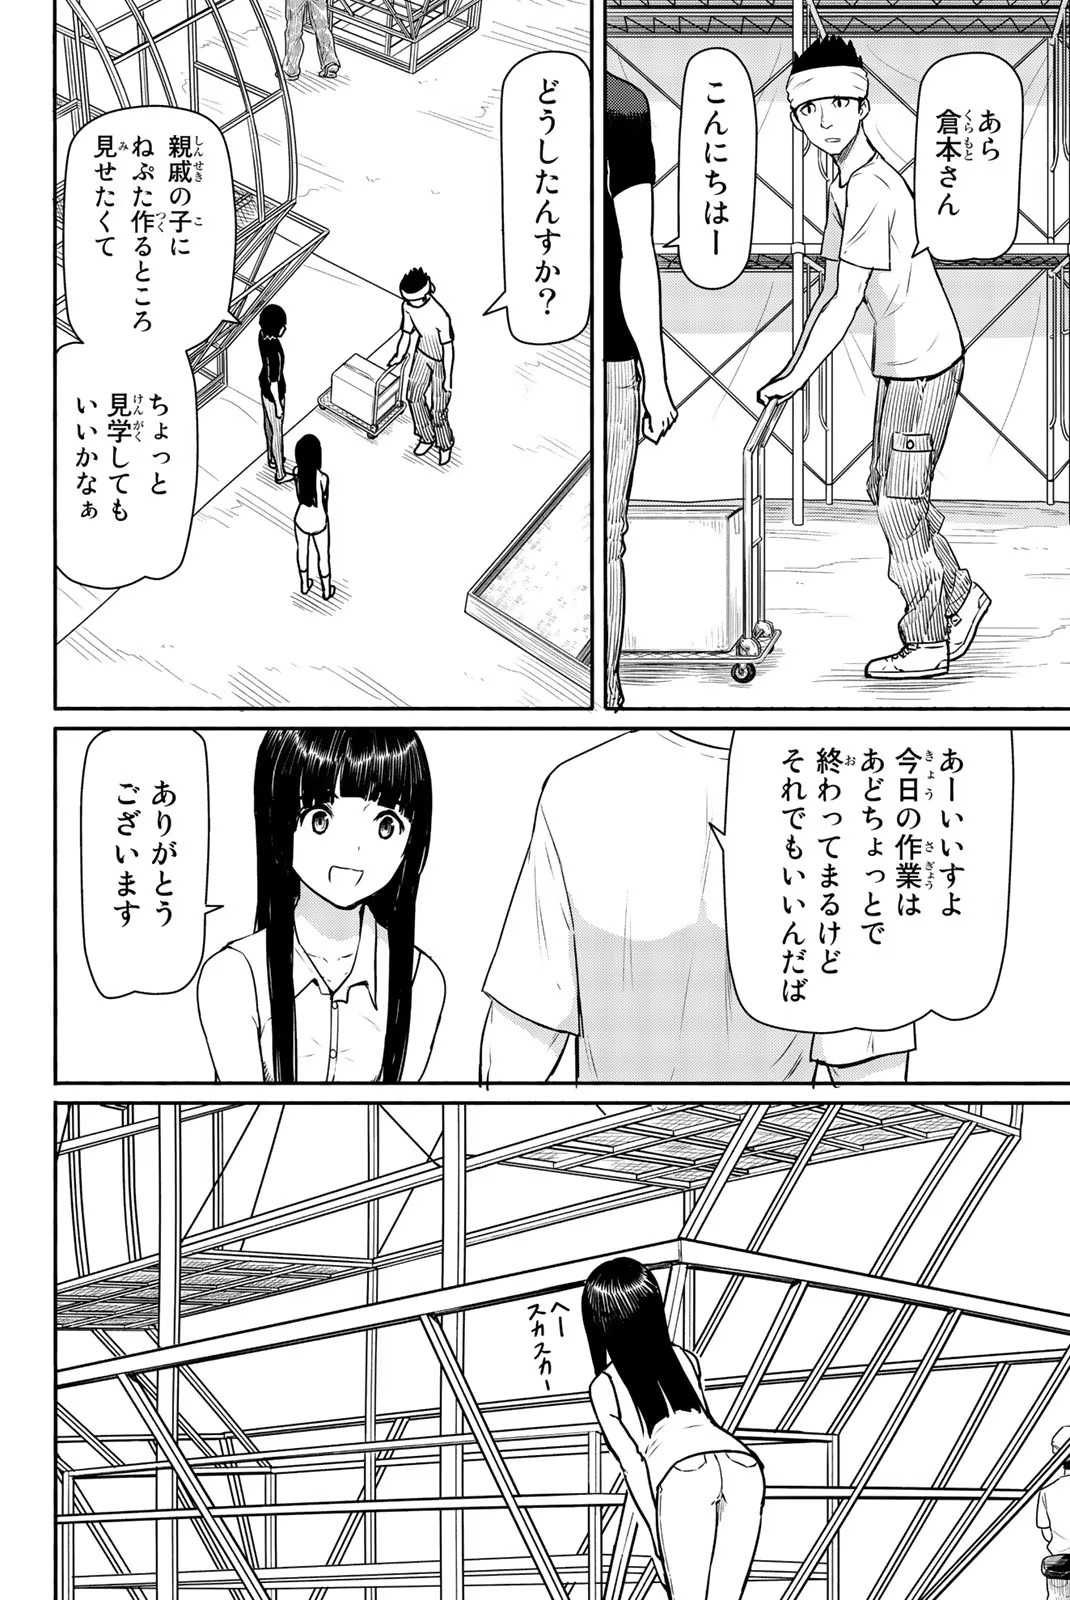 あら
倉本さん
こんにちはー
どうしたんすか？
親戚の子に
ねぷた作るところ
見せたくて
ちょっと
見学しても
いいかなぁ
あーいいすよ
今日の作業は
あどちょっとで
終わってまるけど
それでもいいんだば
ありがとう
ございます
へー
スカスカー